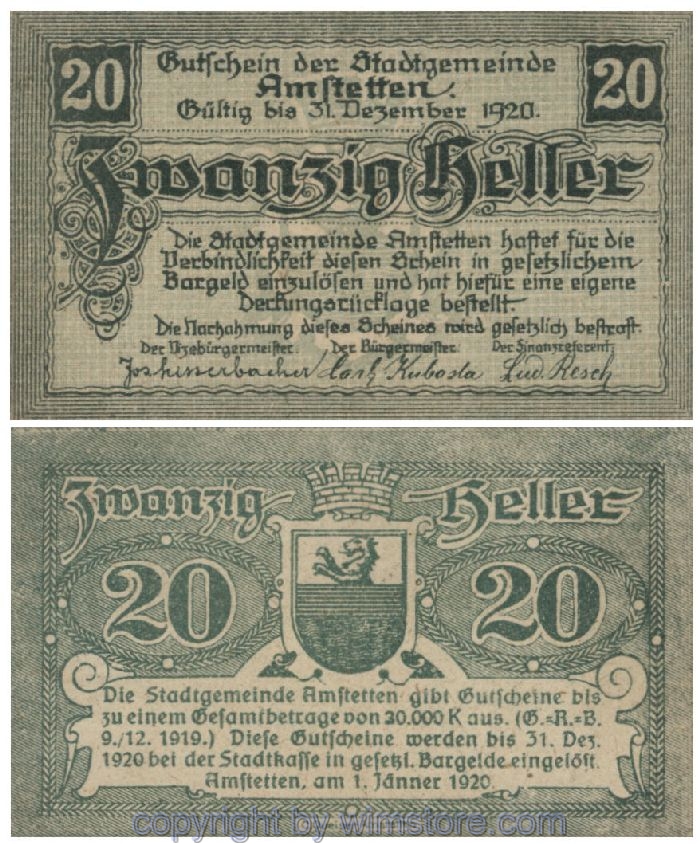 20 Gutschein der Stadtgemeinde 20
Amstetten.
Gültig bis 31. Dezember 1920.
Zwanzig Heller
Die Stadtgemeinde Amstetten haftet für die
Verbindlichkeit diesen Schein in gesetzlichem
Bargeld einzulösen und hat hiefür eine eigene
Deckungsrücklage bestellt.
Die Nachahmung dieses Scheines wird gesetzlich bestraft.
Der Vizebürgermeister: Der Bürgermeister: Der Finanzreferent:
Carl Kubasta Lud. Resch
Zwanzig Heller
20 20
Die Stadtgemeinde Amstetten gibt Gutscheine bis
zu einem Gesamtbetrage von 20.000 K aus. (G.=R.=B.
9./12. 1919.) Diese Gutscheine werden bis 31. Dez.
1920 bei der Stadtkasse in gesetzl. Bargelde eingelöst.
Amstetten, am 1. Jänner 1920.
copyright by wimstore.com